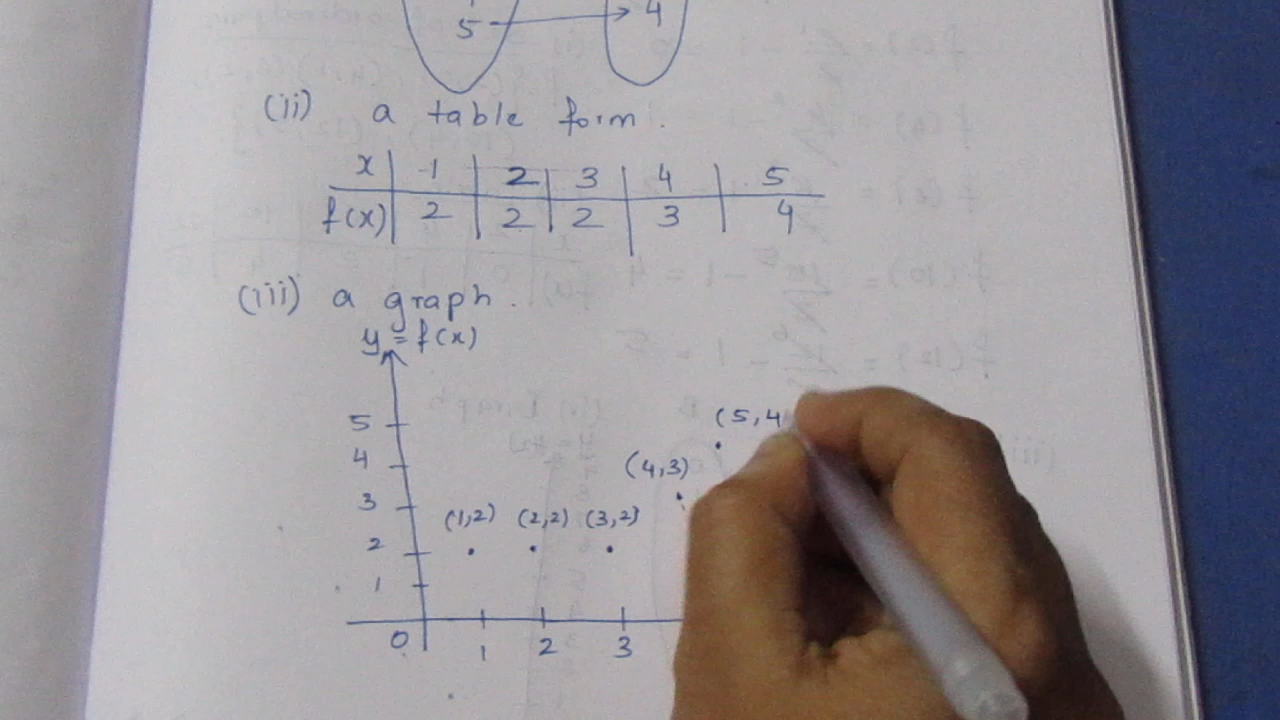 5 → 4
(ii) a table form.
x | -1 | 2 | 3 | 4 | 5
f(x) | 2 | 2 | 2 | 3 | 4
(iii) a graph.
y = f(x)
5
(5,4
4
(4,3)
3
(1,2) (2,2) (3,2)
2
1
0 1 2 3